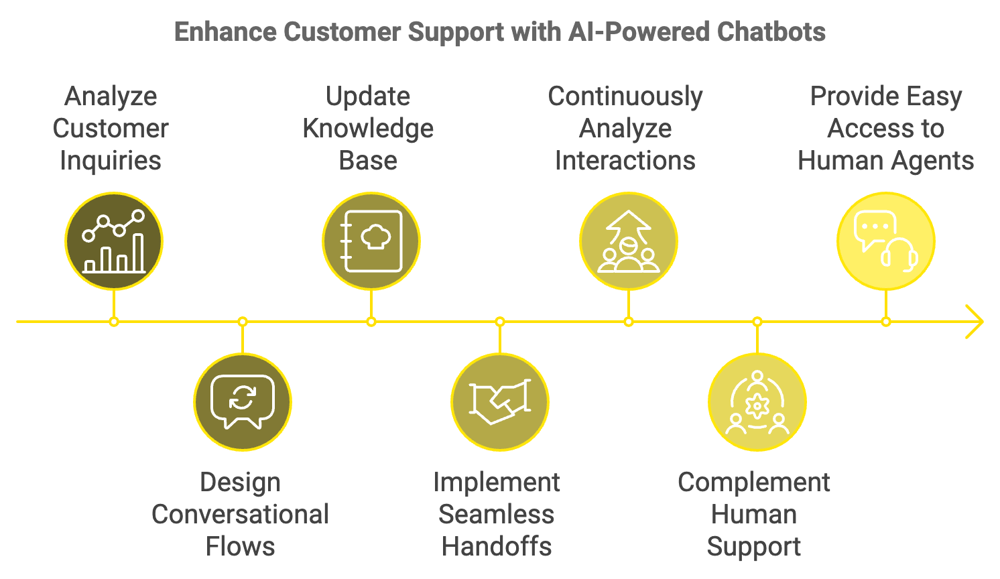 Enhance Customer Support with AI-Powered Chatbots
Analyze
Customer
Inquiries
Update
Knowledge
Base
Continuously
Analyze
Interactions
Provide Easy
Access to
Human Agents
Design
Conversational
Flows
Implement
Seamless
Handoffs
Complement
Human
Support